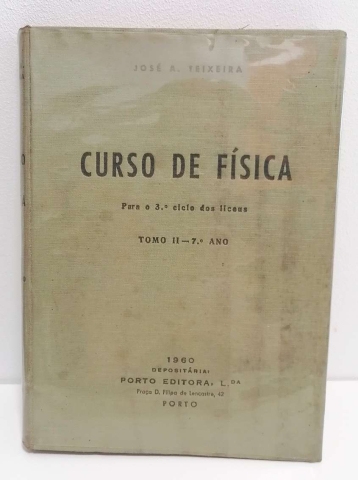 JOSÉ A. TEIXEIRA
CURSO DE FÍSICA
Para o 3.º ciclo dos liceus
TOMO II — 7.º ANO
1960
DEPOSITÁRIA:
PORTO EDITORA, L.DA
Praça D. Filipa de Lencastre, 42
PORTO